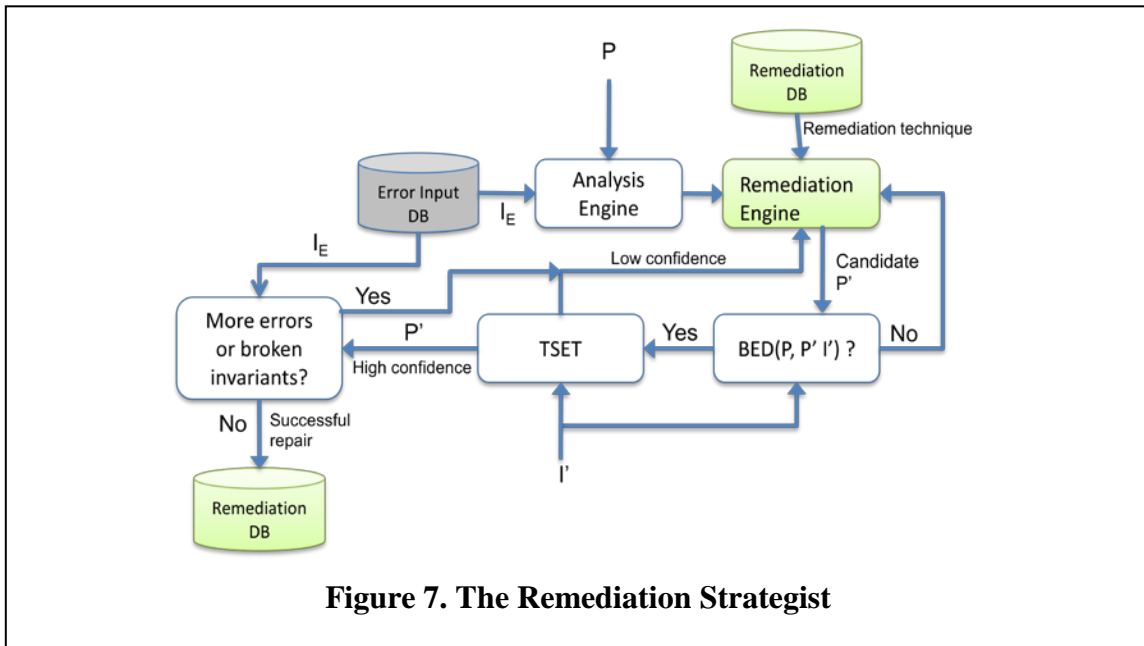 P
Remediation
DB
Remediation technique
Error Input
DB
I_E
Analysis
Engine
Remediation
Engine
I_E
Low confidence
Candidate
P'
Yes
More errors
or broken
invariants?
P'
High confidence
TSET
Yes
BED(P, P' I') ?
No
No
Successful
repair
I'
Remediation
DB
Figure 7. The Remediation Strategist